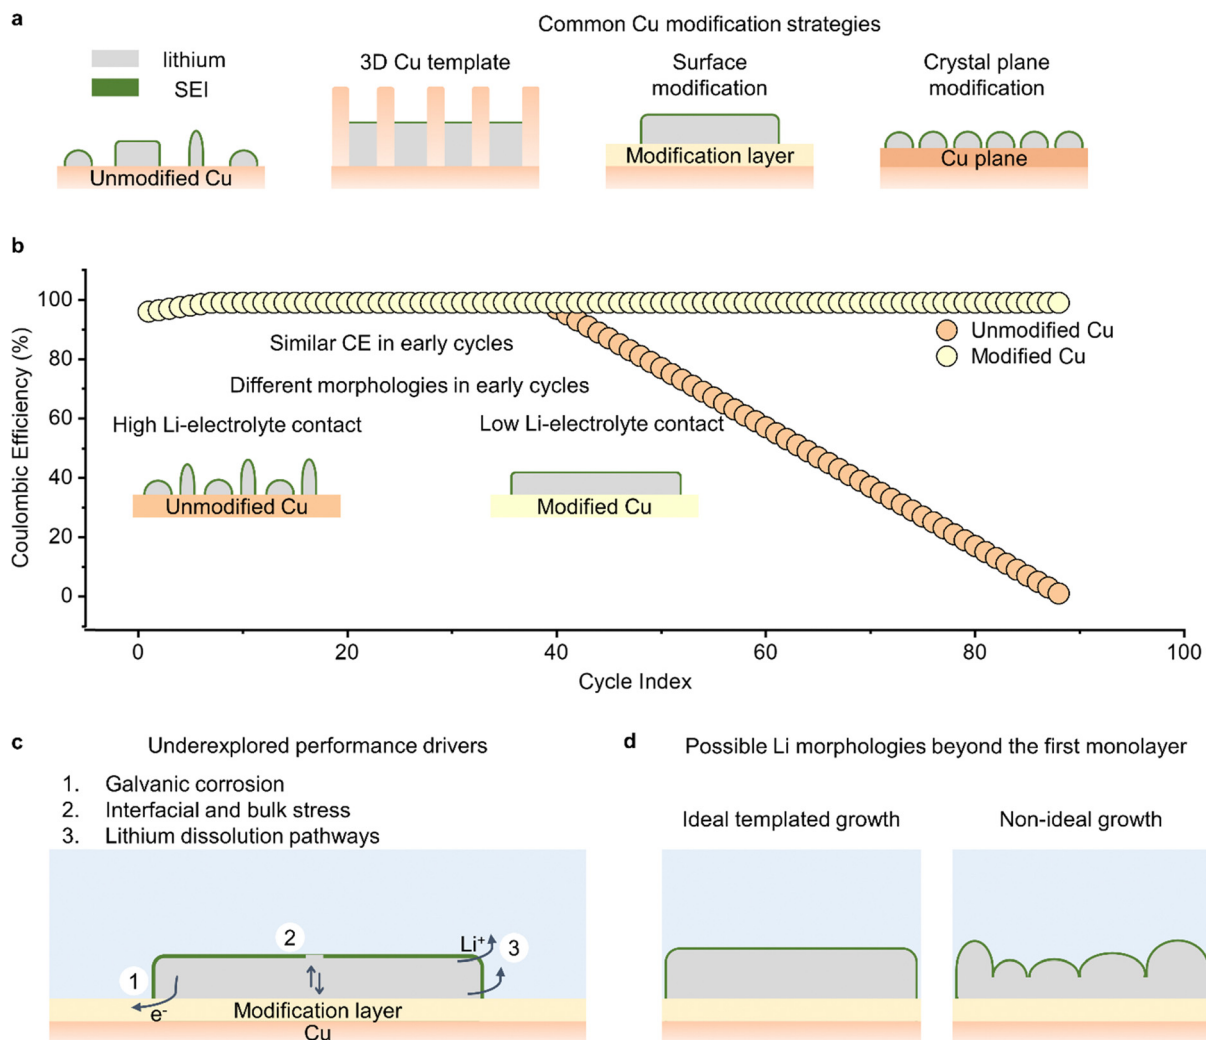 a
Common Cu modification strategies
lithium
SEI
Unmodified Cu
3D Cu template
Surface
modification
Modification layer
Crystal plane
modification
Cu plane
b
Coulombic Efficiency (%)
100
80
60
40
20
0
Similar CE in early cycles
Different morphologies in early cycles
High Li-electrolyte contact
Low Li-electrolyte contact
Unmodified Cu
Modified Cu
Unmodified Cu
Modified Cu
0
20
40
60
80
100
Cycle Index
c
Underexplored performance drivers
1. Galvanic corrosion
2. Interfacial and bulk stress
3. Lithium dissolution pathways
2
Li⁺
3
1
e⁻
Modification layer
Cu
d
Possible Li morphologies beyond the first monolayer
Ideal templated growth
Non-ideal growth